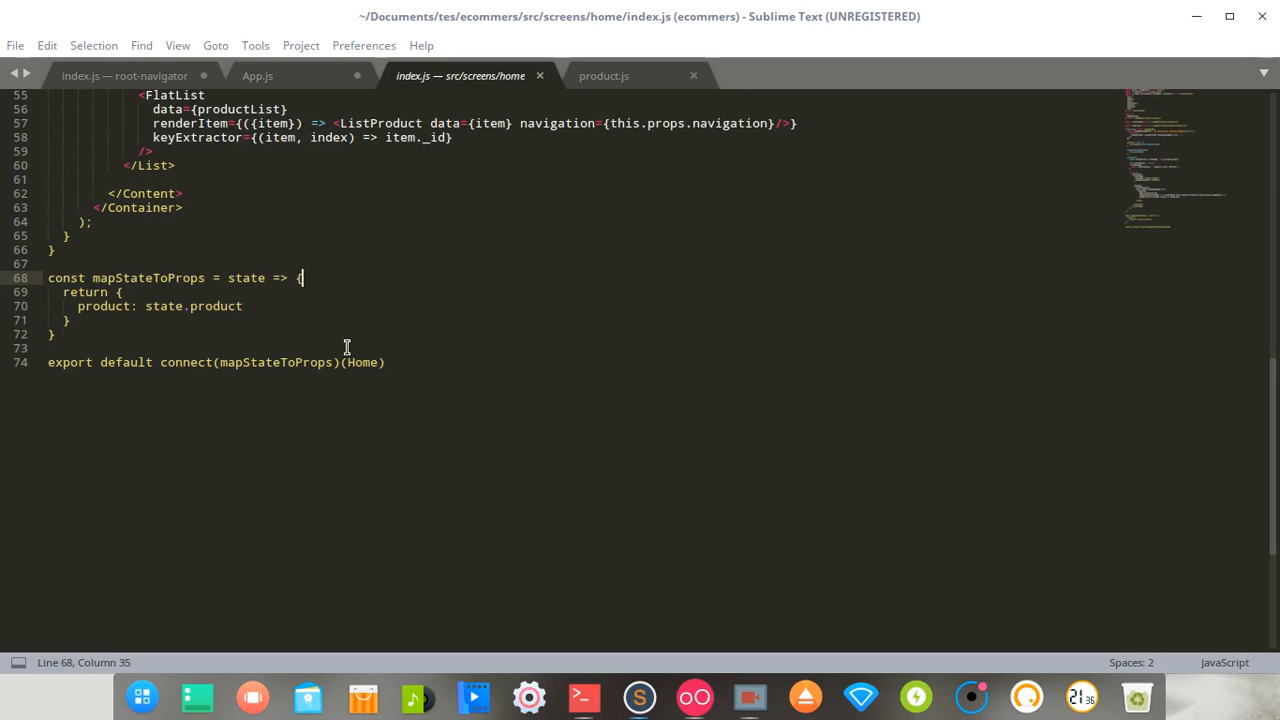 ~/Documents/tes/ecommers/src/screens/home/index.js (ecommers) - Sublime Text (UNREGISTERED)
File Edit Selection Find View Goto Tools Project Preferences Help
index.js — root-navigator App.js index.js — src/screens/home product.js
55 <FlatList
56 data={productList}
57 renderItem={({item}) => <ListProduct data={item} navigation={this.props.navigation}/>}
58 keyExtractor={(item, index) => item._id}
59 />
60 </List>
61
62 </Content>
63 </Container>
64 );
65 }
66 }
67
68 const mapStateToProps = state => {
69 return {
70 product: state.product
71 }
72 }
73
74 export default connect(mapStateToProps)(Home)
Line 68, Column 35 Spaces: 2 JavaScript
21 36